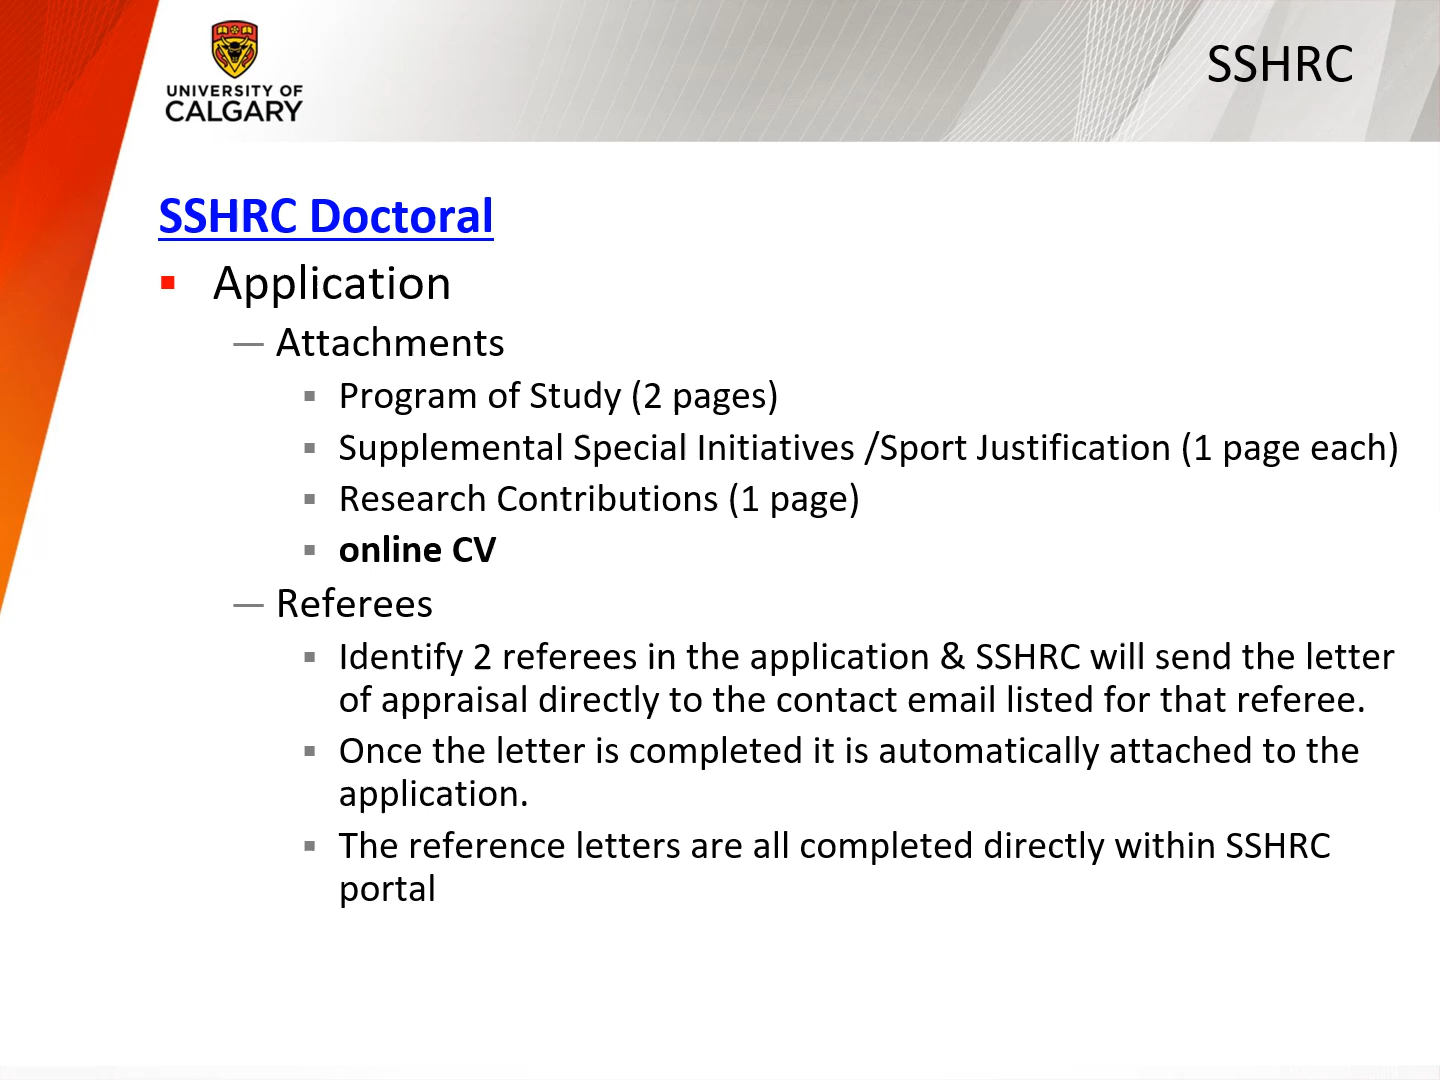 UNIVERSITY OF
CALGARY
SSHRC
SSHRC Doctoral
Application
Attachments
Program of Study (2 pages)
Supplemental Special Initiatives /Sport Justification (1 page each)
Research Contributions (1 page)
online CV
Referees
Identify 2 referees in the application & SSHRC will send the letter
of appraisal directly to the contact email listed for that referee.
Once the letter is completed it is automatically attached to the
application.
The reference letters are all completed directly within SSHRC
portal